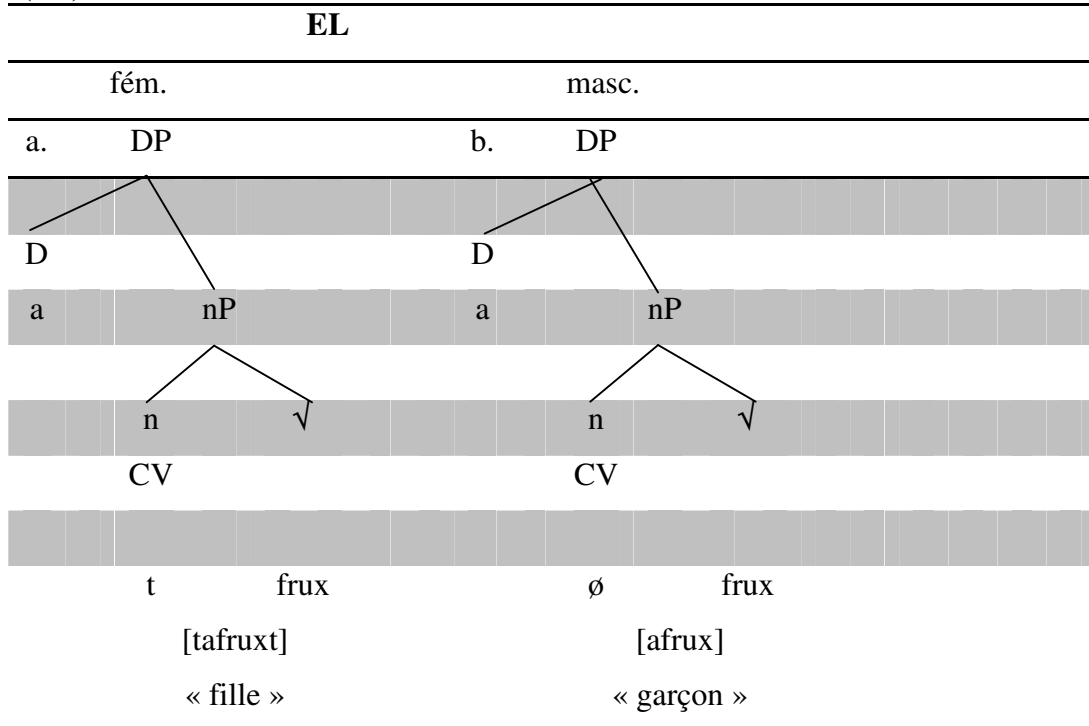 EL
fém. masc.
a. DP b. DP
D D
a nP a nP
n √ n √
CV CV
t frux ø frux
[tafruxt] [afrux]
« fille » « garçon »